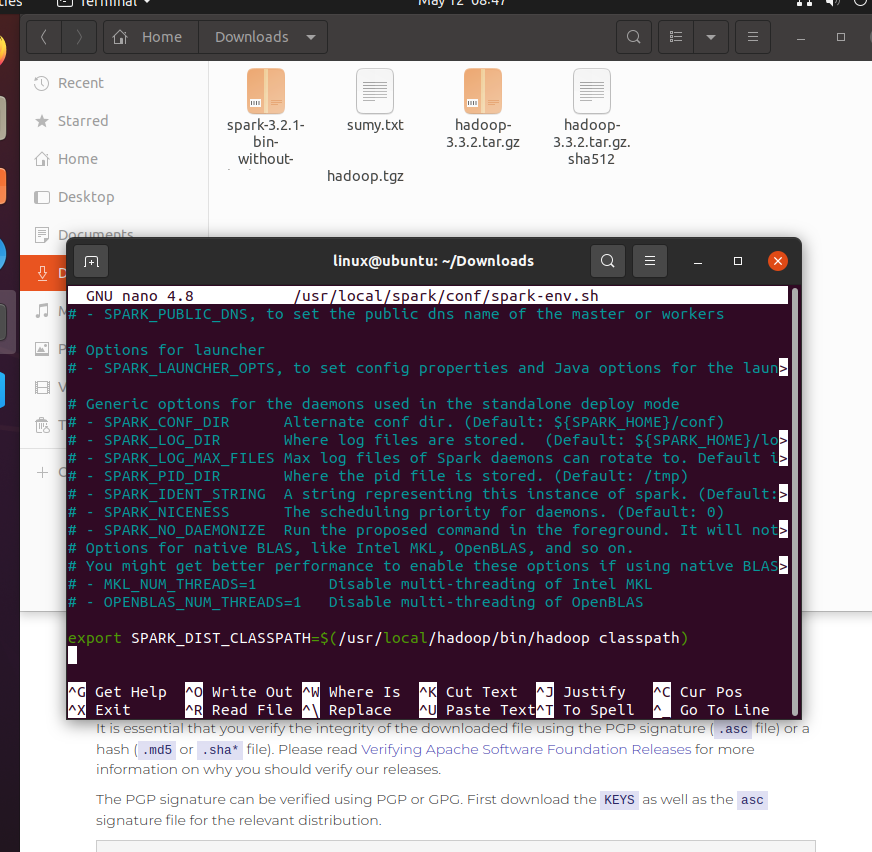 Terminal
May 12 08:47
Home
Downloads
Recent
Starred
Home
Desktop
Documents
spark-3.2.1-
bin-
without-
hadoop.tgz
sumy.txt
hadoop-
3.3.2.tar.gz
hadoop-
3.3.2.tar.gz.
sha512
linux@ubuntu: ~/Downloads
GNU nano 4.8 /usr/local/spark/conf/spark-env.sh
# - SPARK_PUBLIC_DNS, to set the public dns name of the master or workers
# Options for launcher
# - SPARK_LAUNCHER_OPTS, to set config properties and Java options for the laun>
# Generic options for the daemons used in the standalone deploy mode
# - SPARK_CONF_DIR Alternate conf dir. (Default: ${SPARK_HOME}/conf)
# - SPARK_LOG_DIR Where log files are stored. (Default: ${SPARK_HOME}/lo>
# - SPARK_LOG_MAX_FILES Max log files of Spark daemons can rotate to. Default i>
# - SPARK_PID_DIR Where the pid file is stored. (Default: /tmp)
# - SPARK_IDENT_STRING A string representing this instance of spark. (Default:>
# - SPARK_NICENESS The scheduling priority for daemons. (Default: 0)
# - SPARK_NO_DAEMONIZE Run the proposed command in the foreground. It will not>
# Options for native BLAS, like Intel MKL, OpenBLAS, and so on.
# You might get better performance to enable these options if using native BLAS>
# - MKL_NUM_THREADS=1 Disable multi-threading of Intel MKL
# - OPENBLAS_NUM_THREADS=1 Disable multi-threading of OpenBLAS
export SPARK_DIST_CLASSPATH=$(/usr/local/hadoop/bin/hadoop classpath)
^G Get Help ^O Write Out ^W Where Is ^K Cut Text ^J Justify ^C Cur Pos
^X Exit ^R Read File ^\ Replace ^U Paste Text ^T To Spell ^_ Go To Line
It is essential that you verify the integrity of the downloaded file using the PGP signature ( .asc file) or a
hash ( .md5 or .sha* file). Please read Verifying Apache Software Foundation Releases for more
information on why you should verify our releases.
The PGP signature can be verified using PGP or GPG. First download the KEYS as well as the asc
signature file for the relevant distribution.